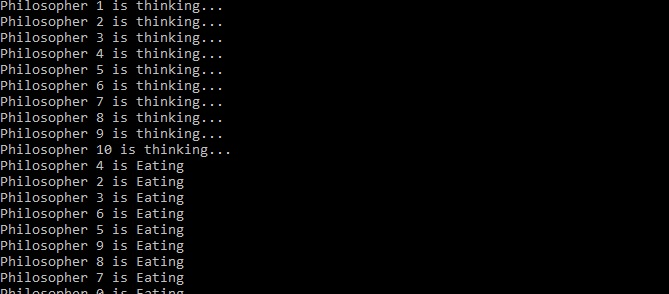 Philosopher 1 is thinking...
Philosopher 2 is thinking...
Philosopher 3 is thinking...
Philosopher 4 is thinking...
Philosopher 5 is thinking...
Philosopher 6 is thinking...
Philosopher 7 is thinking...
Philosopher 8 is thinking...
Philosopher 9 is thinking...
Philosopher 10 is thinking...
Philosopher 4 is Eating
Philosopher 2 is Eating
Philosopher 3 is Eating
Philosopher 6 is Eating
Philosopher 5 is Eating
Philosopher 9 is Eating
Philosopher 8 is Eating
Philosopher 7 is Eating
Philosopher 0 is Eating